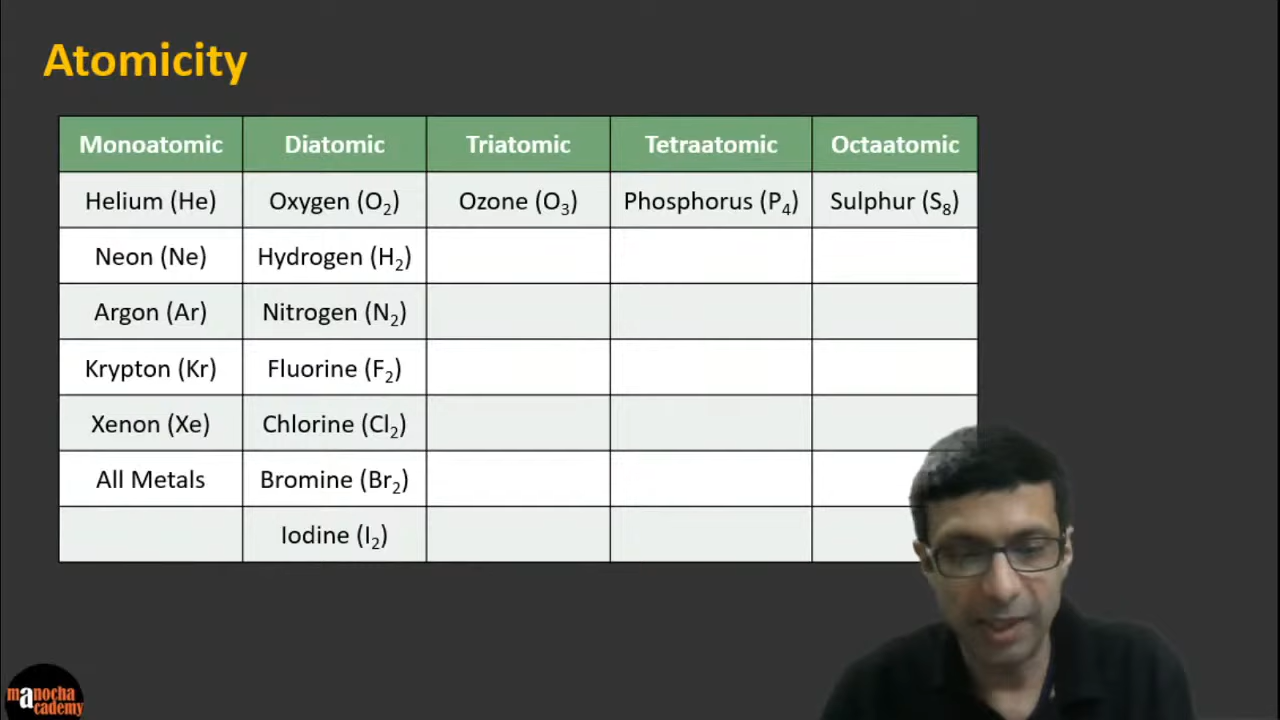 Atomicity
Monoatomic Diatomic Triatomic Tetraatomic Octaatomic
Helium (He) Oxygen (O₂) Ozone (O₃) Phosphorus (P₄) Sulphur (S₈)
Neon (Ne) Hydrogen (H₂)
Argon (Ar) Nitrogen (N₂)
Krypton (Kr) Fluorine (F₂)
Xenon (Xe) Chlorine (Cl₂)
All Metals Bromine (Br₂)
Iodine (I₂)
manocha
academy